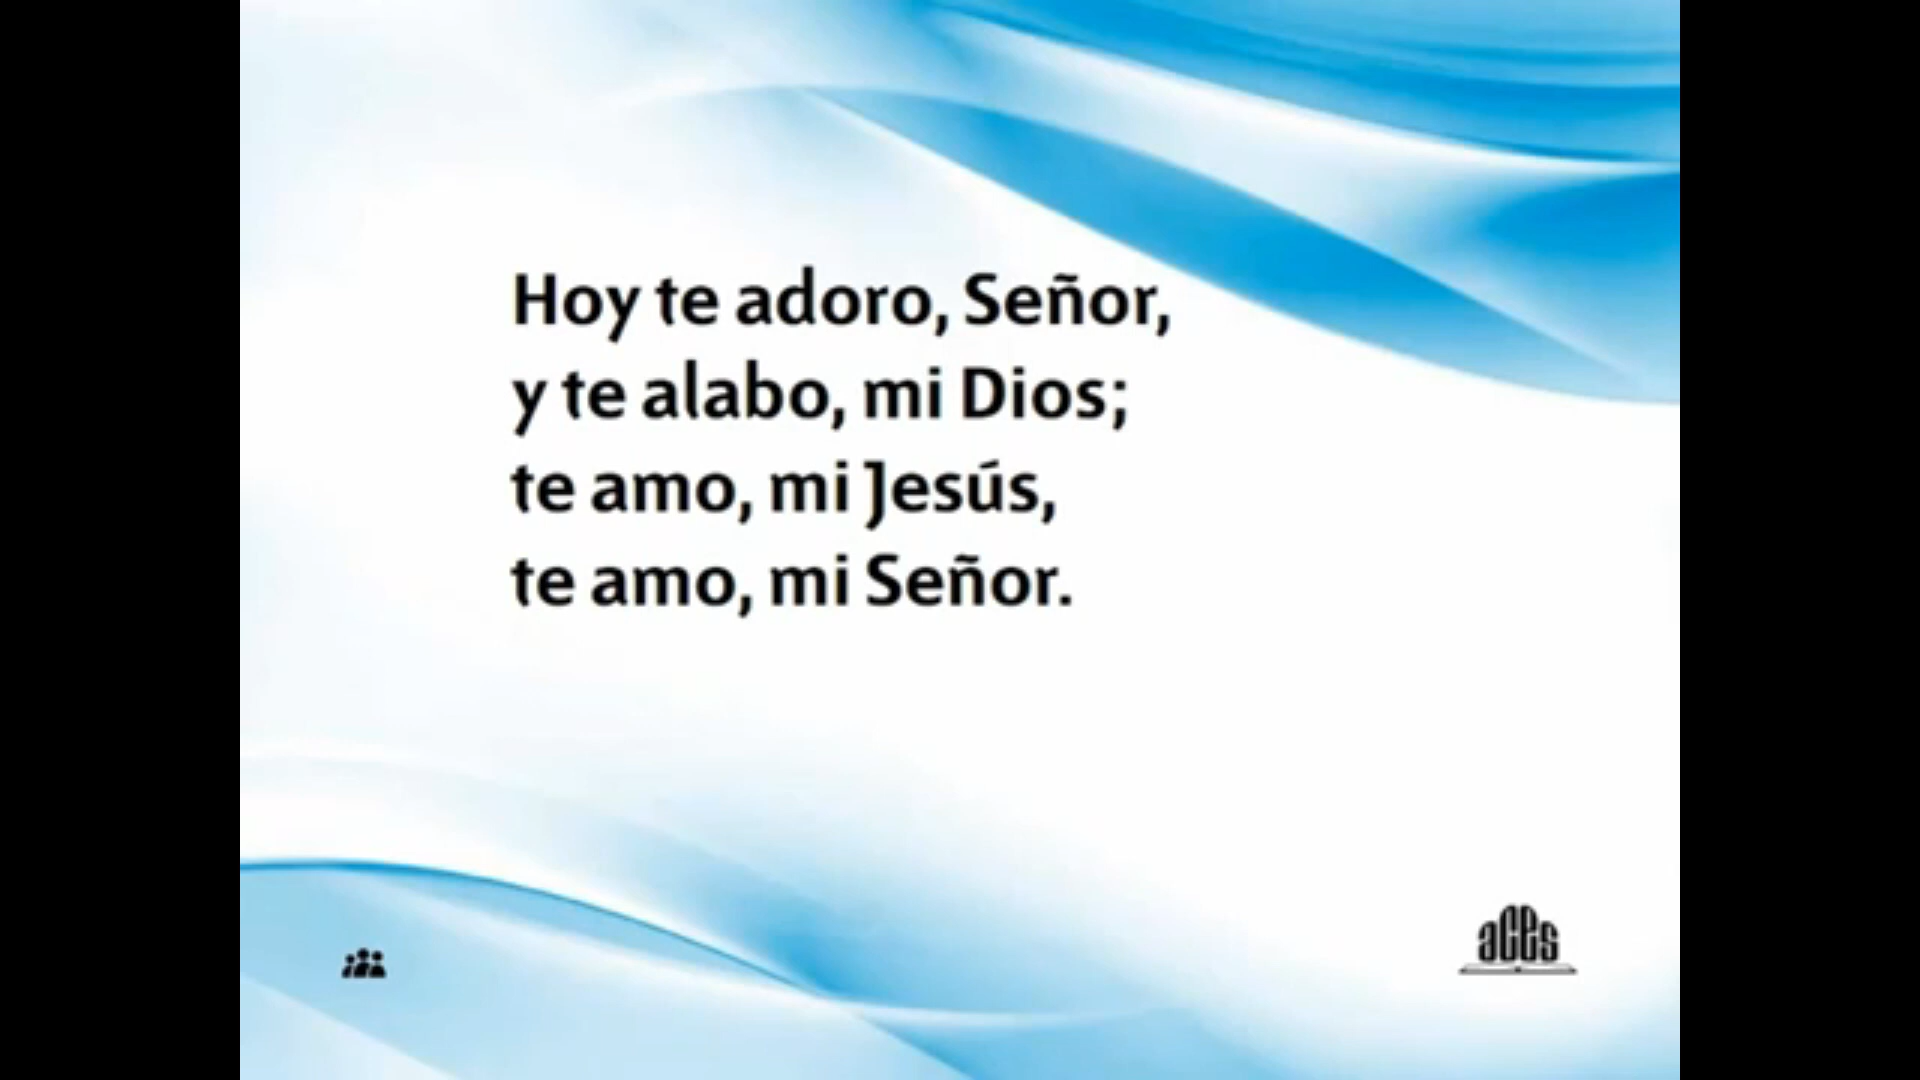 Hoy te adoro, Señor,
y te alabo, mi Dios;
te amo, mi Jesús,
te amo, mi Señor.
aces